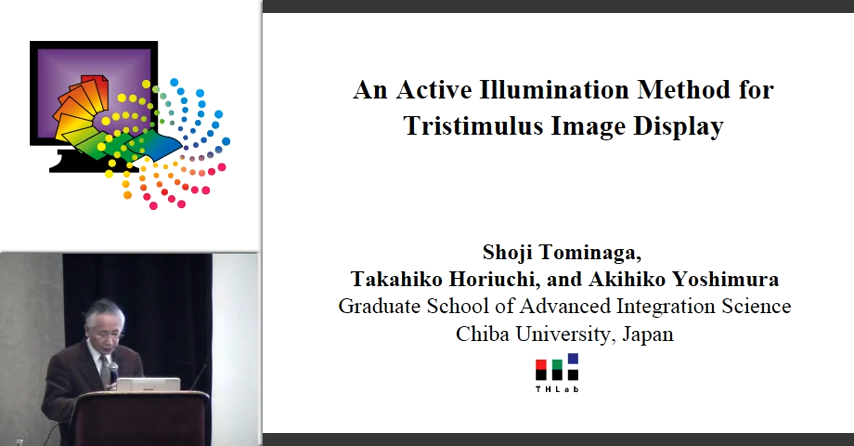 An Active Illumination Method for
Tristimulus Image Display
Shoji Tominaga,
Takahiko Horiuchi, and Akihiko Yoshimura
Graduate School of Advanced Integration Science
Chiba University, Japan
THLab